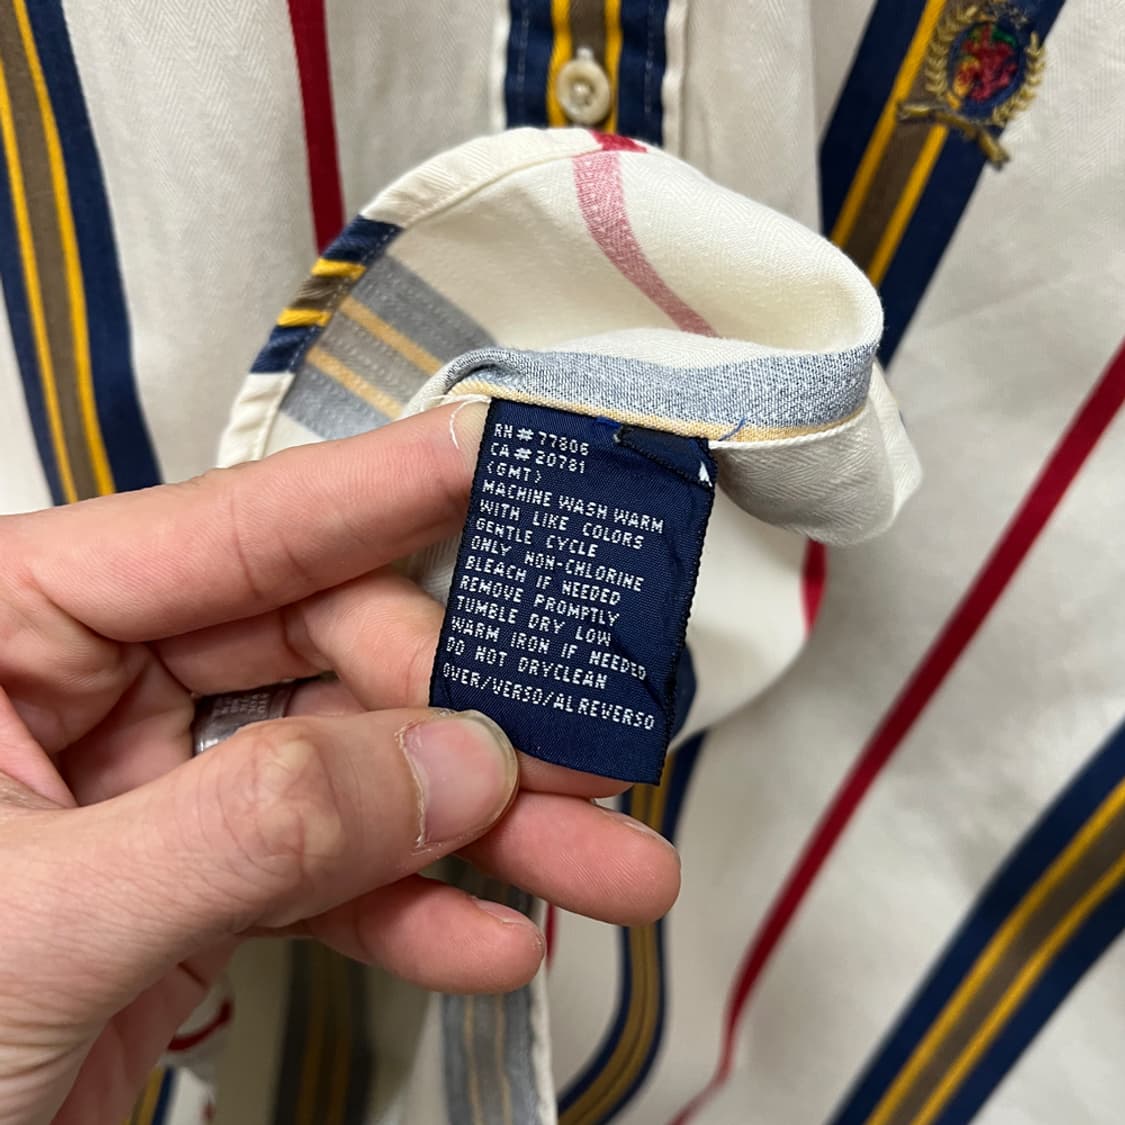 RN # 77806
CA # 20781
(GMT)
MACHINE WASH WARM
WITH LIKE COLORS
GENTLE CYCLE
ONLY NON-CHLORINE
BLEACH IF NEEDED
REMOVE PROMPTLY
TUMBLE DRY LOW
WARM IRON IF NEEDED
DO NOT DRYCLEAN
OVER/VERSO/AL REVERSO